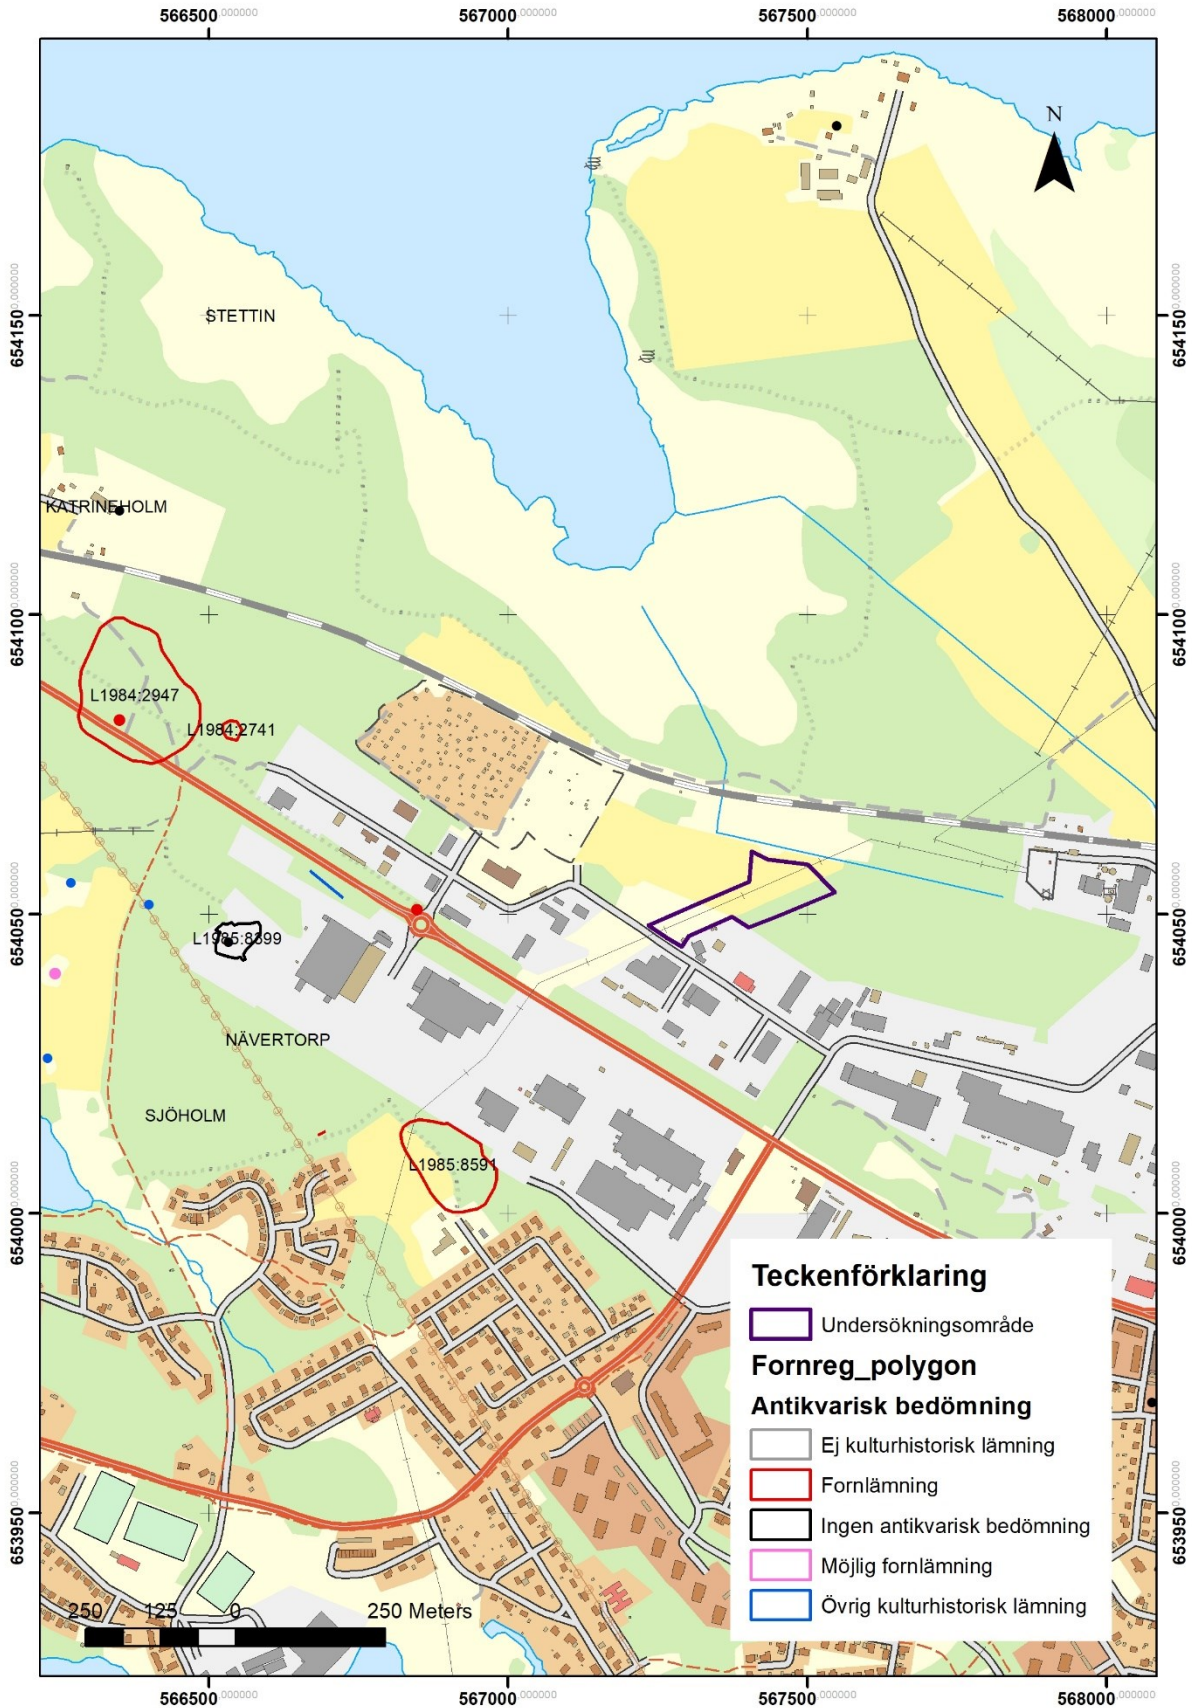 566500,000000 567000,000000 567500,000000 568000,000000
N
6541500,000000 6541500,000000
STETTIN
KATRINEHOLM
6541000,000000 6541000,000000
L1984:2947
L1984:2741
6540500,000000 6540500,000000
L1985:8399
NÄVERTORP
SJÖHOLM
L1985:8591
6540000,000000 6540000,000000
Teckenförklaring
Undersökningsområde
Fornreg_polygon
Antikvarisk bedömning
Ej kulturhistorisk lämning
Fornlämning
6539500,000000 6539500,000000
Ingen antikvarisk bedömning
Möjlig fornlämning
Övrig kulturhistorisk lämning
250 125 0 250 Meters
566500,000000 567000,000000 567500,000000 568000,000000